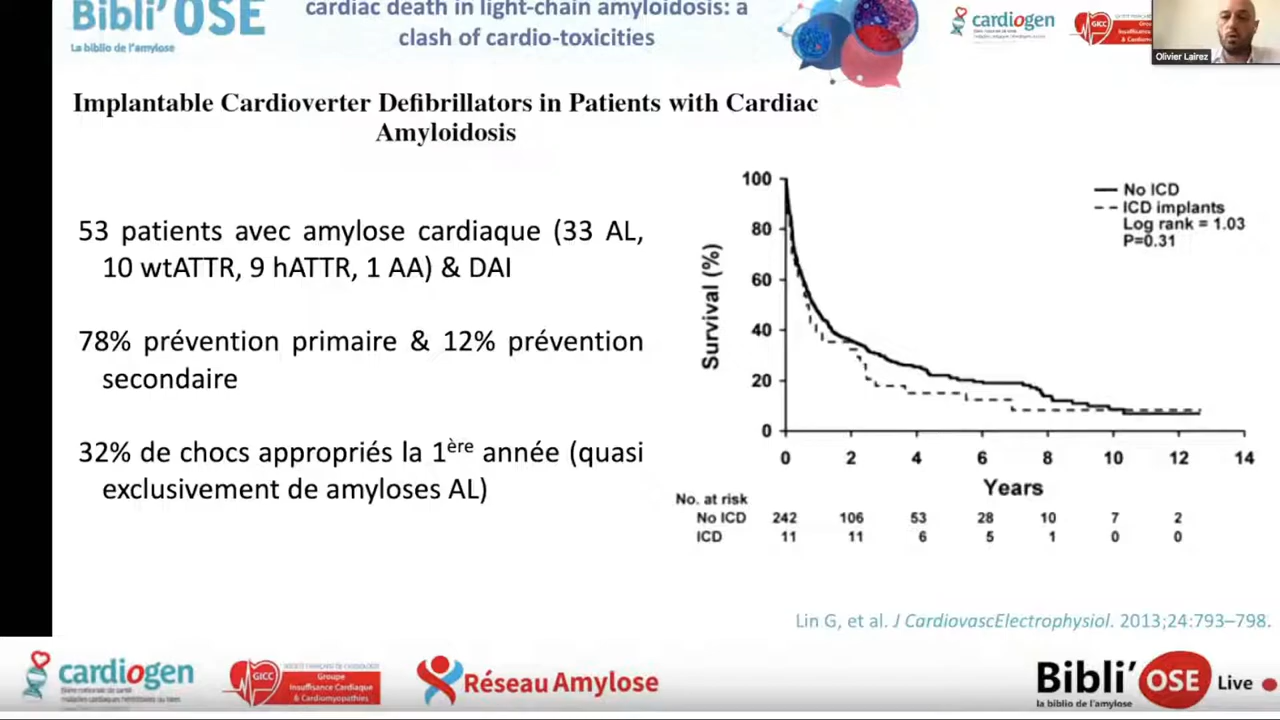 Bibli'OSE
La biblio de l'amylose
cardiac death in light-chain amyloidosis: a
clash of cardio-toxicities
cardiogen
GICC
Olivier Lairez
Implantable Cardioverter Defibrillators in Patients with Cardiac
Amyloidosis
53 patients avec amylose cardiaque (33 AL,
10 wtATTR, 9 hATTR, 1 AA) & DAI
78% prévention primaire & 12% prévention
secondaire
32% de chocs appropriés la 1ère année (quasi
exclusivement de amyloses AL)
No ICD
ICD implants
Log rank = 1.03
P=0.31
Survival (%)
100
80
60
40
20
0
0 2 4 6 8 10 12 14
Years
No. at risk
No ICD 242 106 53 28 10 7 2
ICD 11 11 6 5 1 0 0
Lin G, et al. J CardiovascElectrophysiol. 2013;24:793–798.
cardiogen
GICC
Groupe
Insuffisance Cardiaque
& Cardiomyopathies
Réseau Amylose
Bibli'OSE Live
la biblio de l'amylose